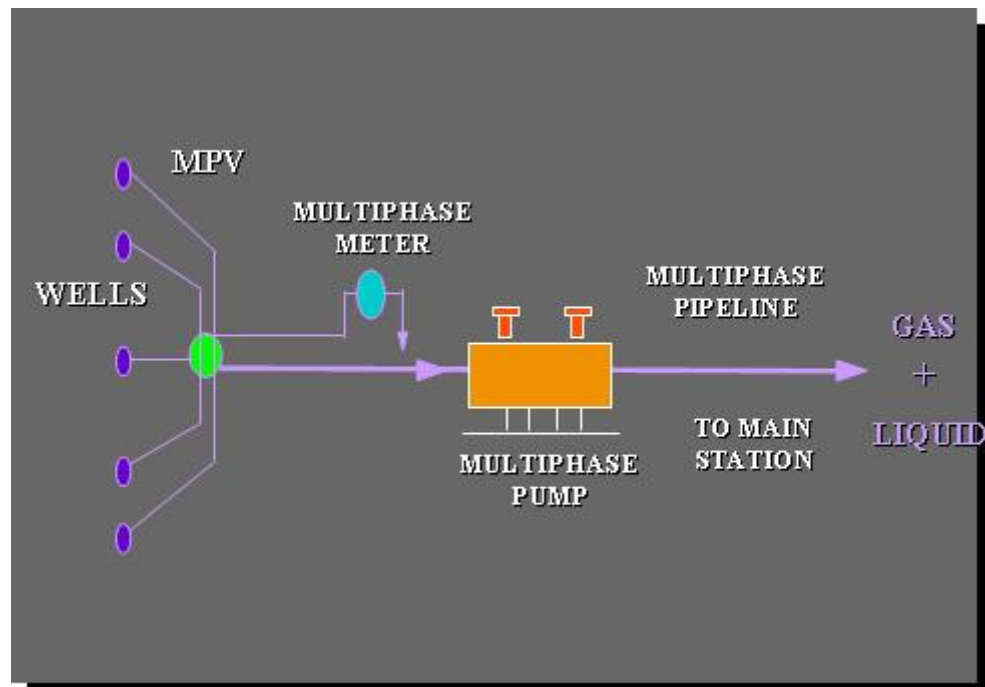 MPV
MULTIPHASE
METER
WELLS
MULTIPHASE
PIPELINE
GAS
+
LIQUID
TO MAIN
STATION
MULTIPHASE
PUMP